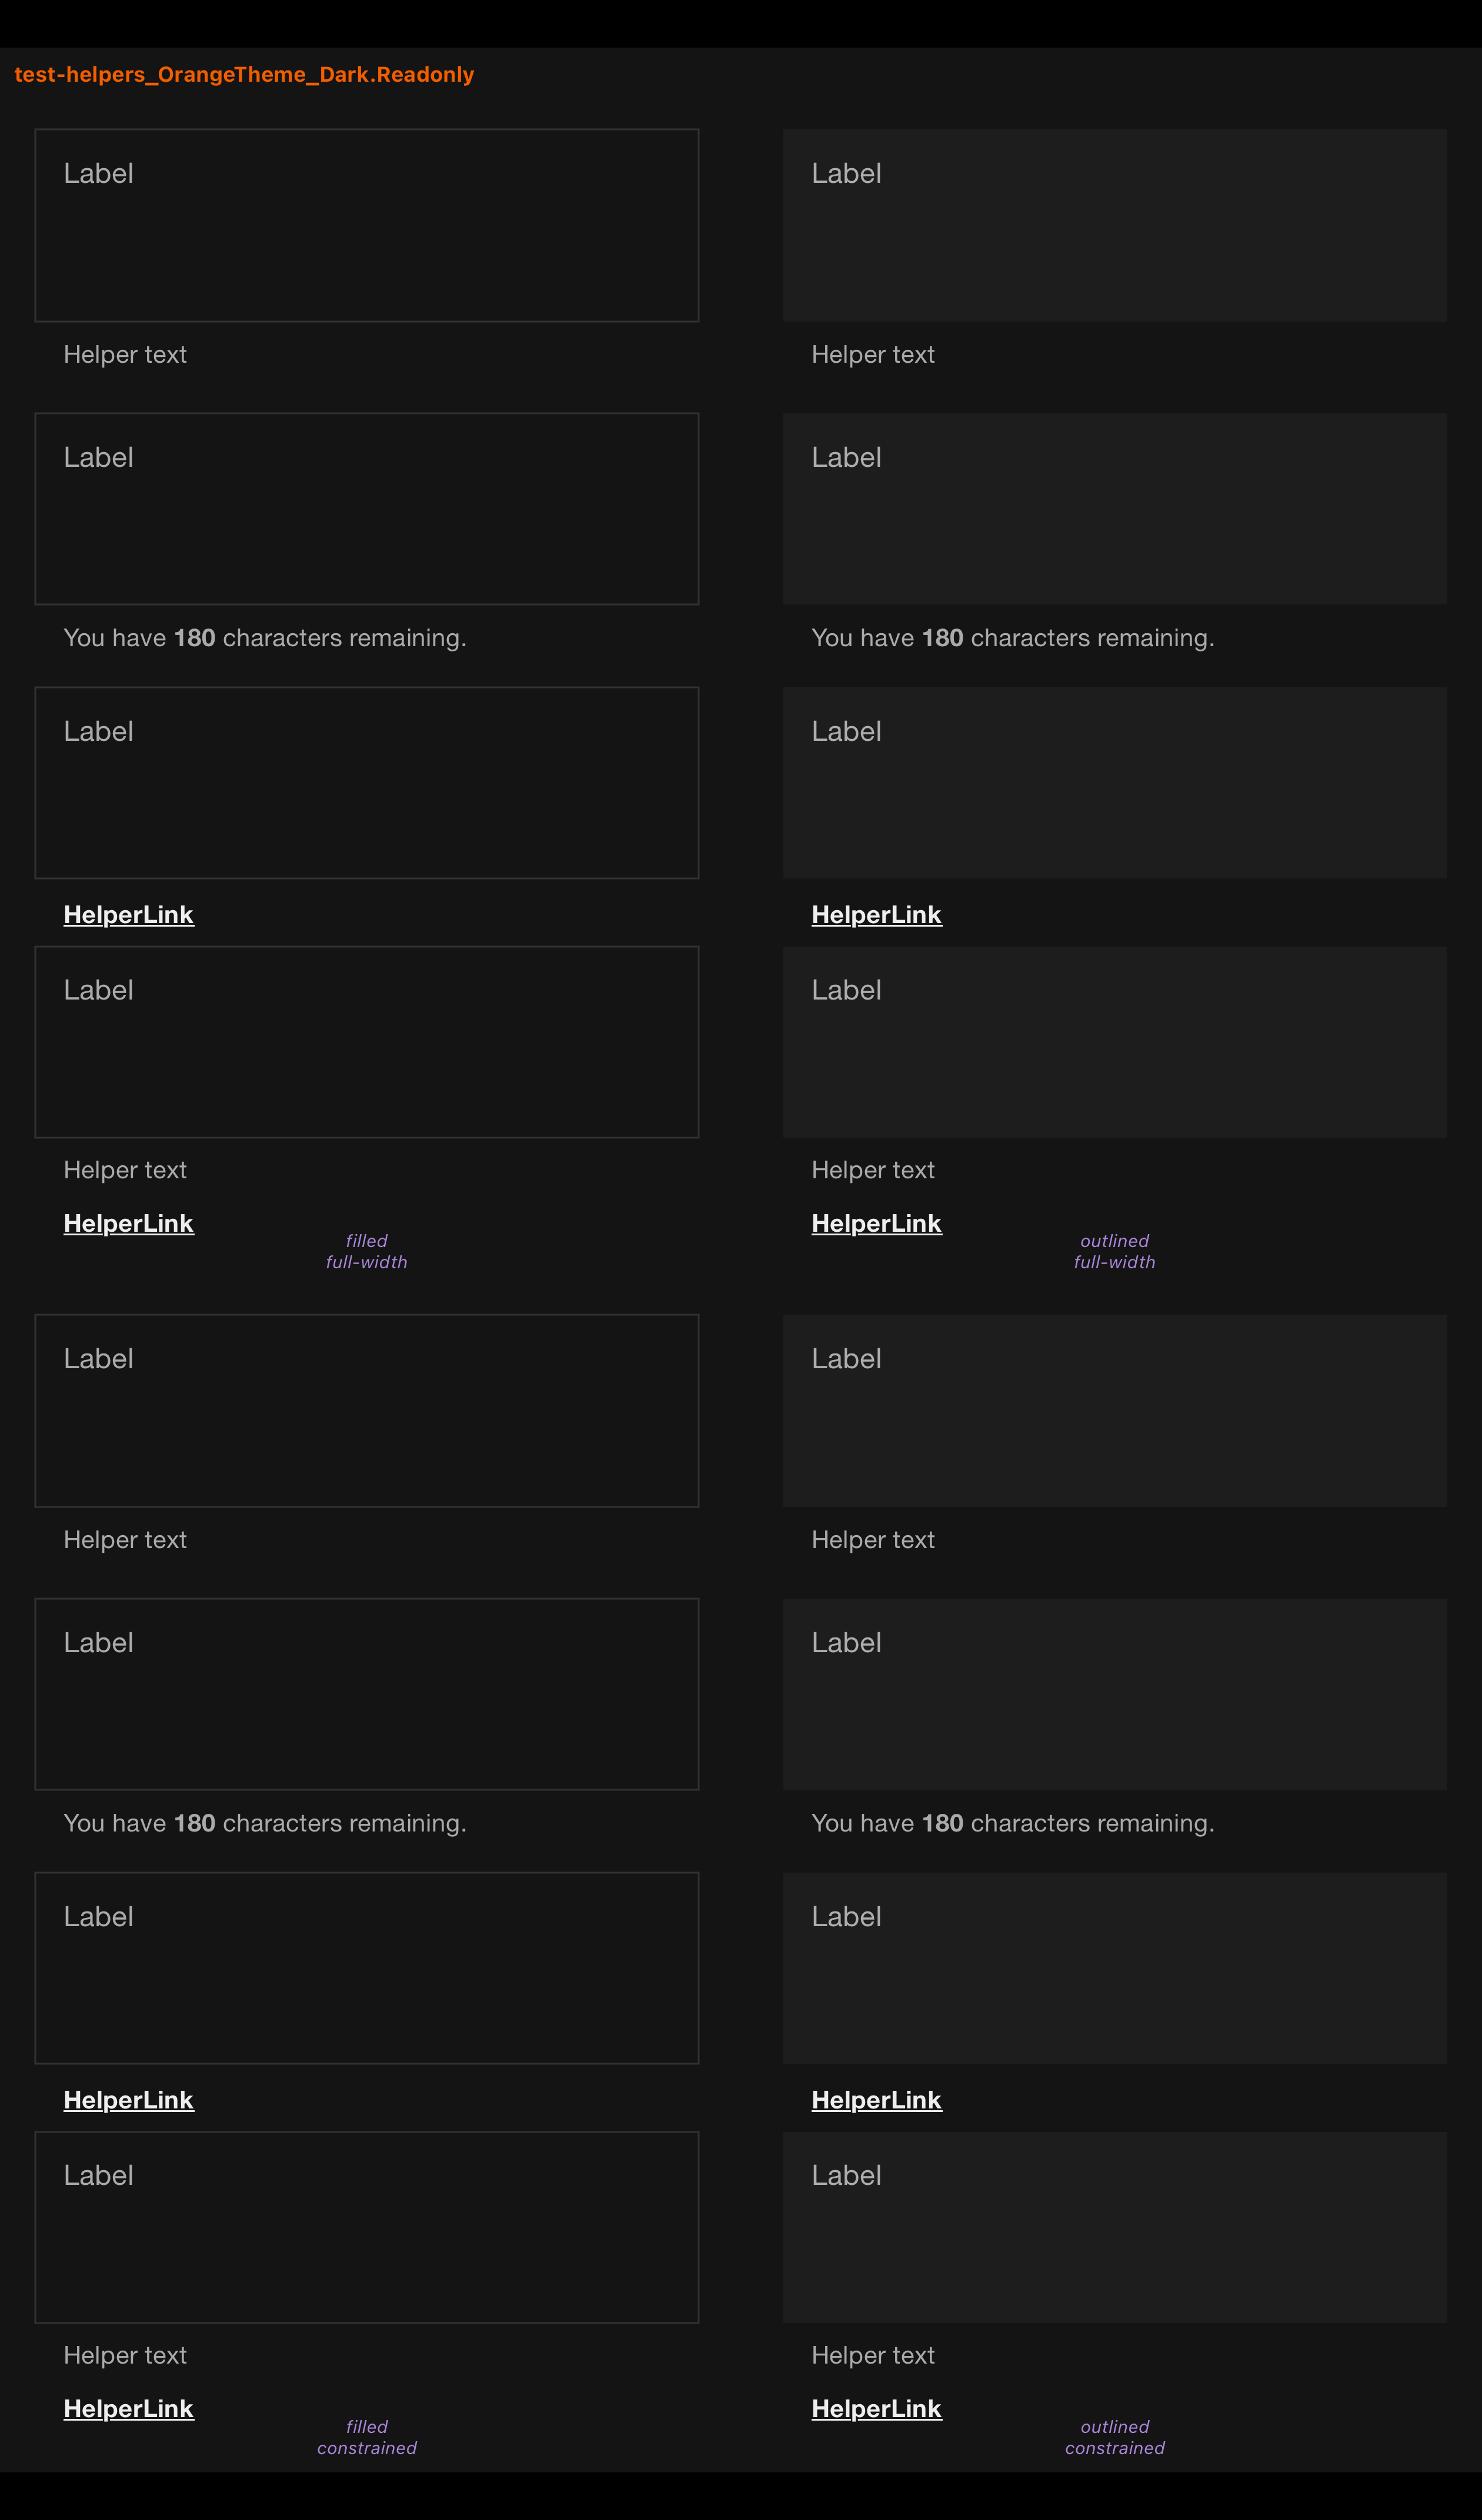 test-helpers_OrangeTheme_Dark.Readonly
Label
Label
Helper text
Helper text
Label
Label
You have 180 characters remaining.
You have 180 characters remaining.
Label
Label
HelperLink
HelperLink
Label
Label
Helper text
Helper text
HelperLink
HelperLink
filled
full-width
outlined
full-width
Label
Label
Helper text
Helper text
Label
Label
You have 180 characters remaining.
You have 180 characters remaining.
Label
Label
HelperLink
HelperLink
Label
Label
Helper text
Helper text
HelperLink
HelperLink
filled
constrained
outlined
constrained